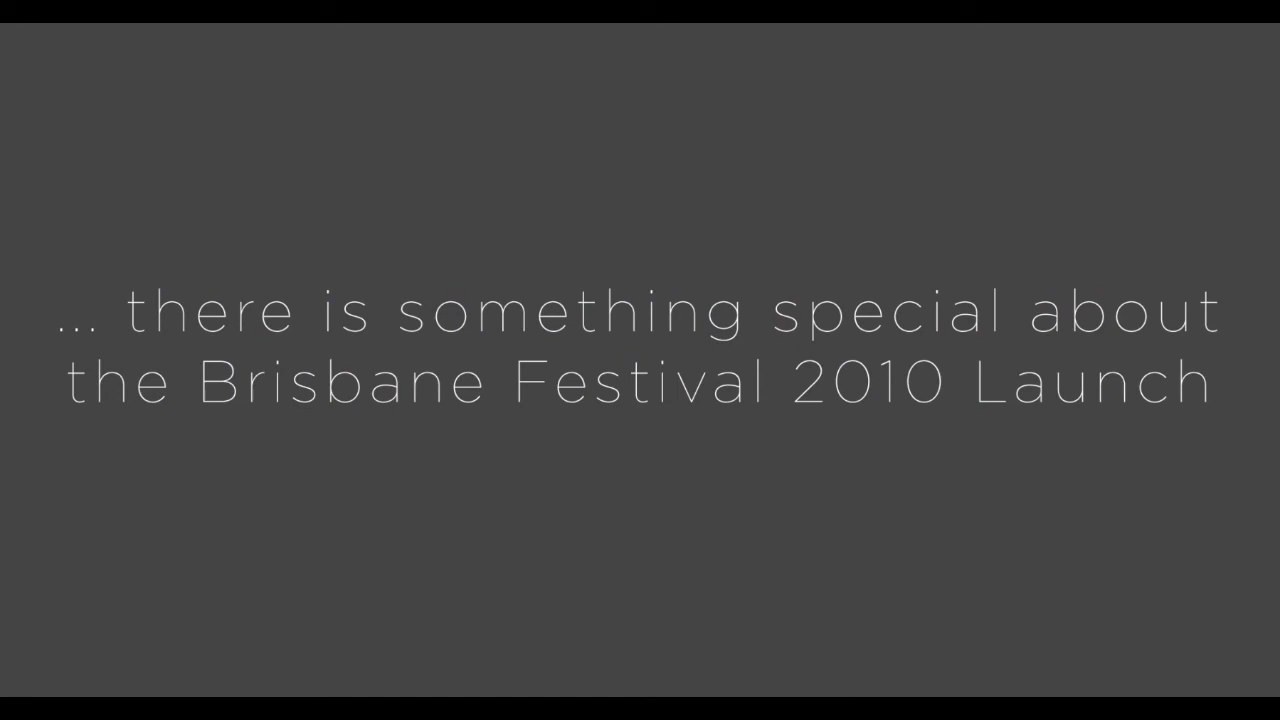 ... there is something special about
the Brisbane Festival 2010 Launch